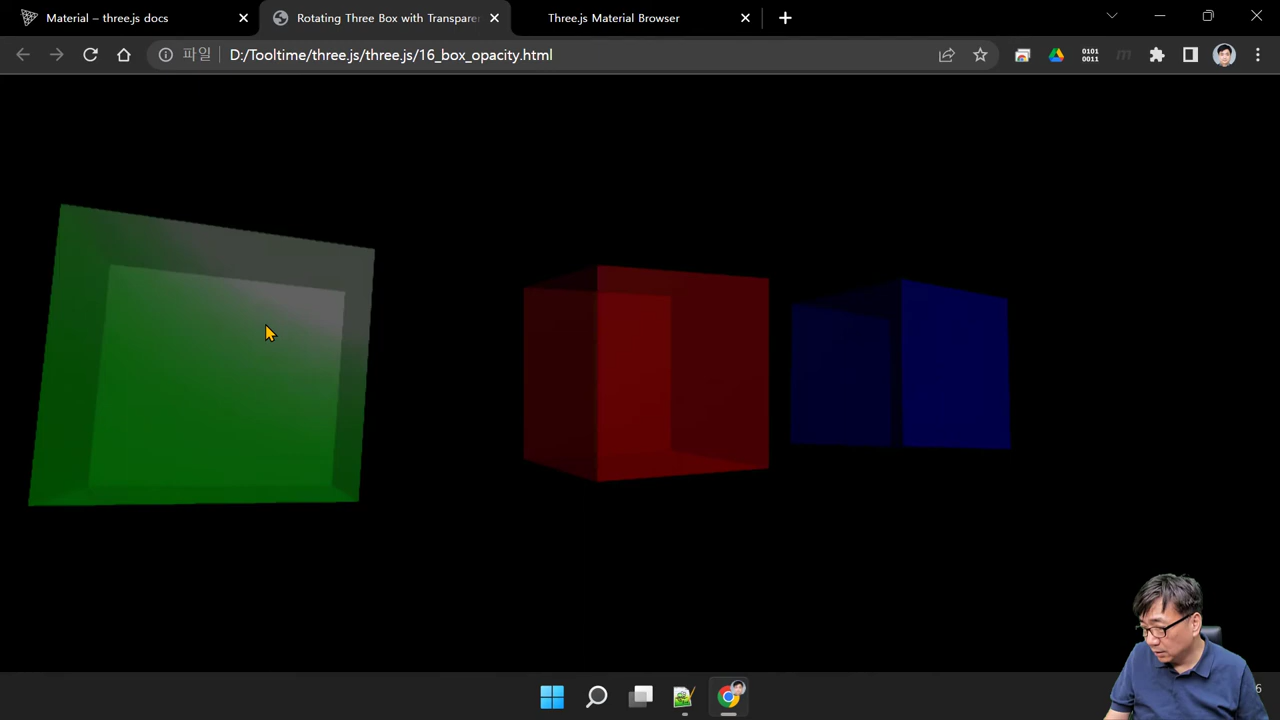 Material – three.js docs
Rotating Three Box with Transpare
Three.js Material Browser
파일
D:/Tooltime/three.js/three.js/16_box_opacity.html
0101
0011
m
6